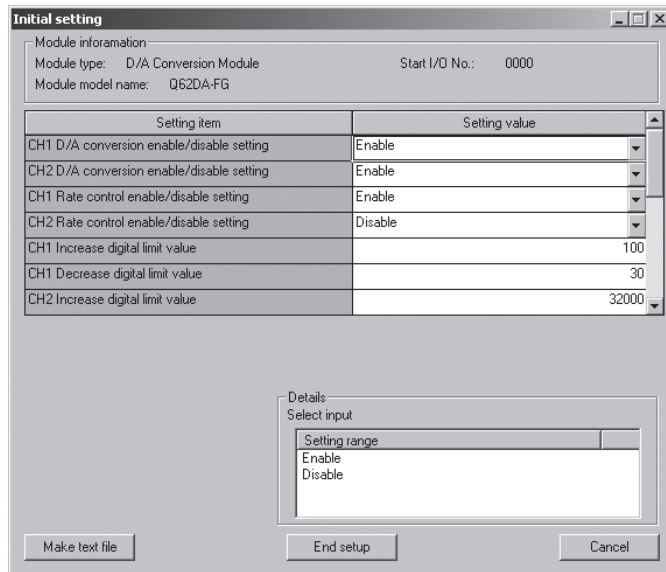 Initial setting
Module inforamation
Module type: D/A Conversion Module Start I/O No.: 0000
Module model name: Q62DA-FG
Setting item Setting value
CH1 D/A conversion enable/disable setting Enable
CH2 D/A conversion enable/disable setting Enable
CH1 Rate control enable/disable setting Enable
CH2 Rate control enable/disable setting Disable
CH1 Increase digital limit value 100
CH1 Decrease digital limit value 30
CH2 Increase digital limit value 32000
Details
Select input
Setting range
Enable
Disable
Make text file End setup Cancel